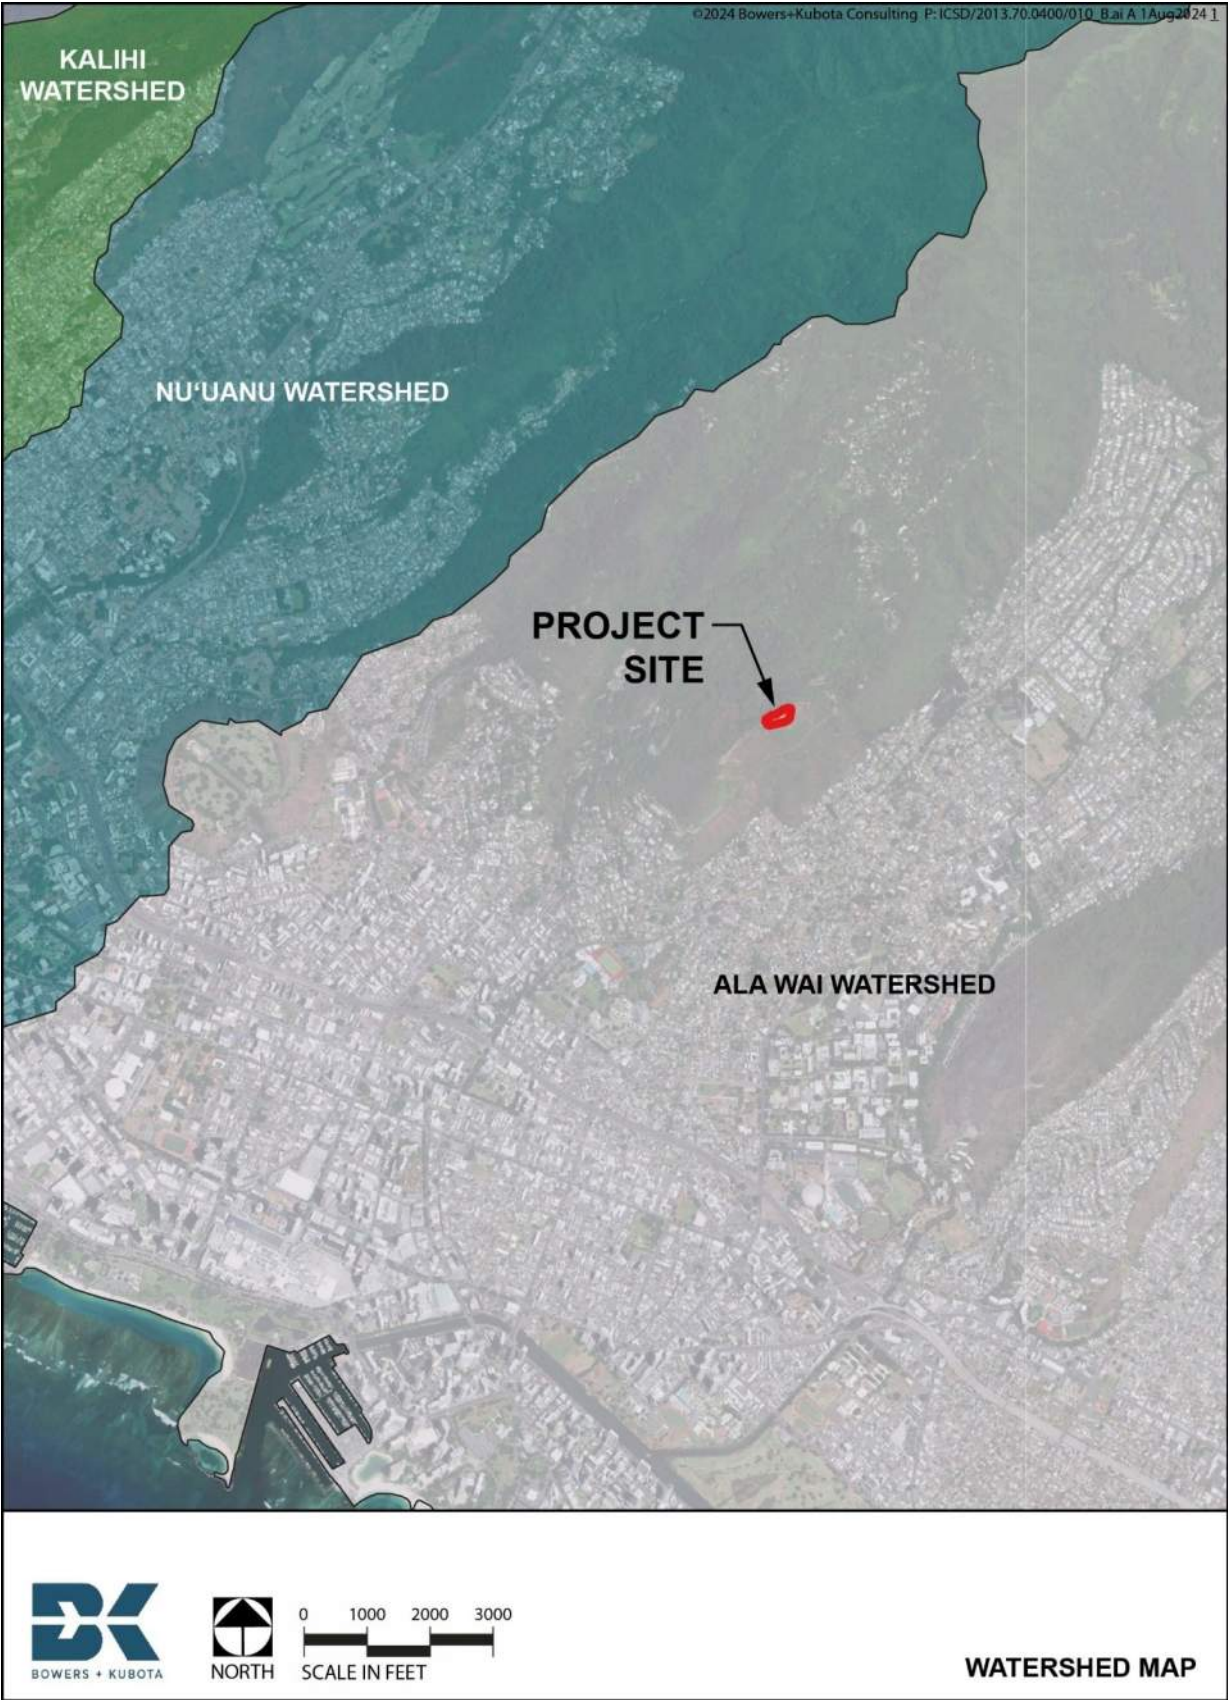 ©2024 Bowers+Kubota Consulting P: ICSD/2013.70.0400/010_B.ai A 1Aug2024 1
KALIHI
WATERSHED
NU‘UANU WATERSHED
PROJECT
SITE
ALA WAI WATERSHED
BK
BOWERS + KUBOTA
NORTH
0 1000 2000 3000
SCALE IN FEET
WATERSHED MAP